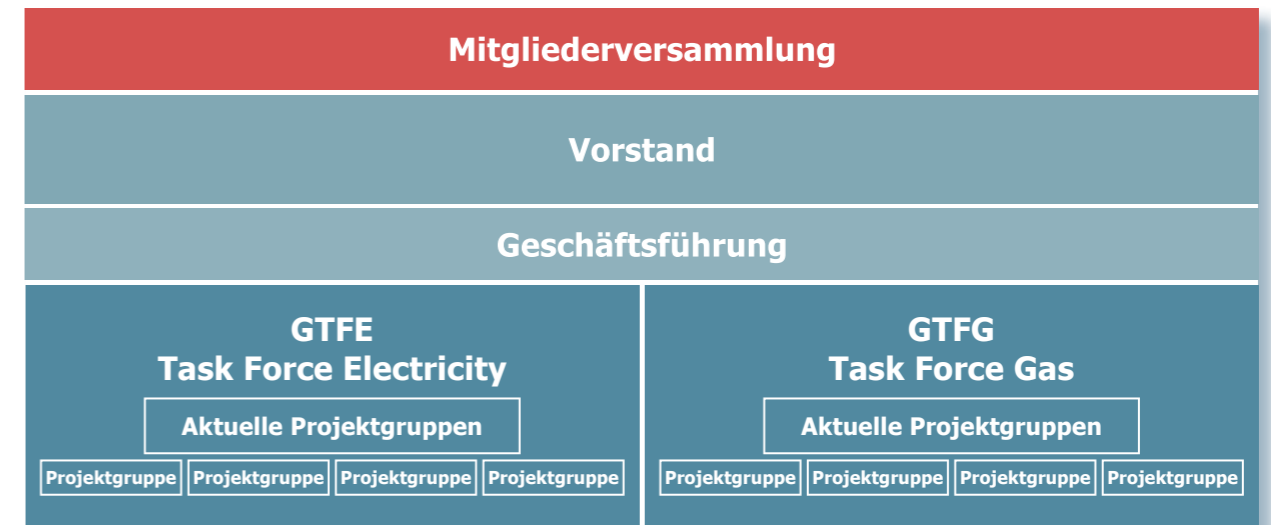 Mitgliederversammlung
Vorstand
Geschäftsführung
GTFE
Task Force Electricity
Aktuelle Projektgruppen
Projektgruppe Projektgruppe Projektgruppe Projektgruppe
GTFG
Task Force Gas
Aktuelle Projektgruppen
Projektgruppe Projektgruppe Projektgruppe Projektgruppe